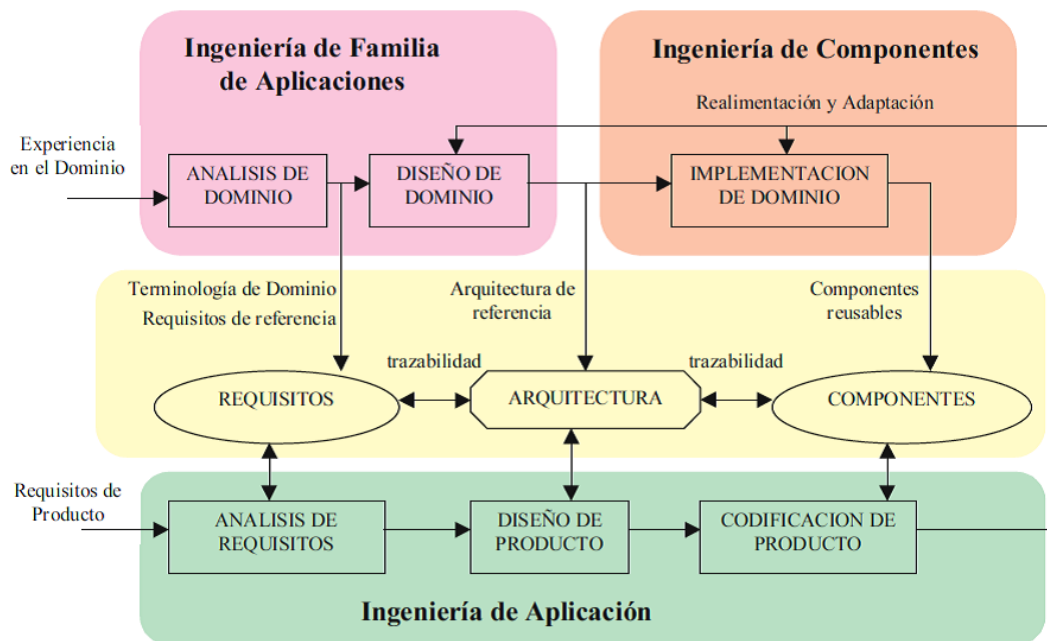 Ingeniería de Familia
de Aplicaciones
Ingeniería de Componentes
Realimentación y Adaptación
Experiencia
en el Dominio
ANALISIS DE
DOMINIO
DISEÑO DE
DOMINIO
IMPLEMENTACION
DE DOMINIO
Terminología de Dominio
Requisitos de referencia
Arquitectura de
referencia
Componentes
reusables
trazabilidad
trazabilidad
REQUISITOS
ARQUITECTURA
COMPONENTES
Requisitos de
Producto
ANALISIS DE
REQUISITOS
DISEÑO DE
PRODUCTO
CODIFICACION DE
PRODUCTO
Ingeniería de Aplicación